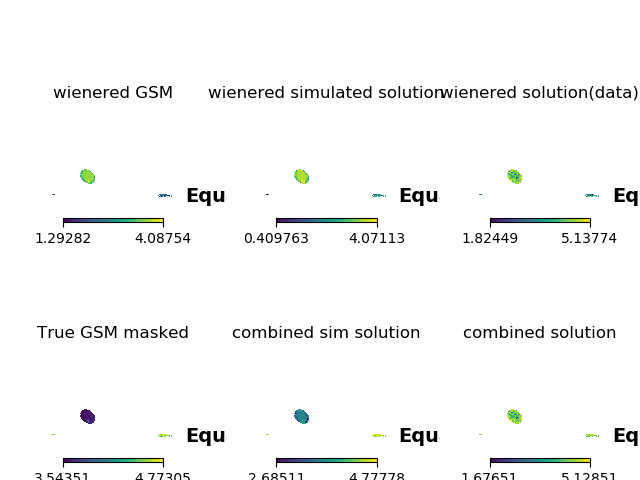 wienered GSM
wienered simulated solution
wienered solution(data)
Equ
Equ
Eq
1.29282 4.08754
0.409763 4.07113
1.82449 5.13774
True GSM masked
combined sim solution
combined solution
Equ
Equ
Eq
3.54351 4.77305
2.68511 4.77778
1.67651 5.12851